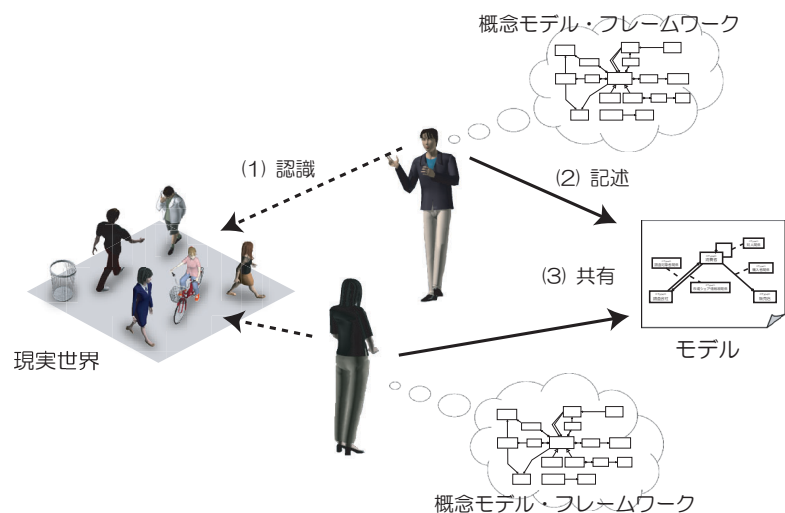 概念モデル・フレームワーク
(1) 認識
(2) 記述
(3) 共有
現実世界
モデル
概念モデル・フレームワーク